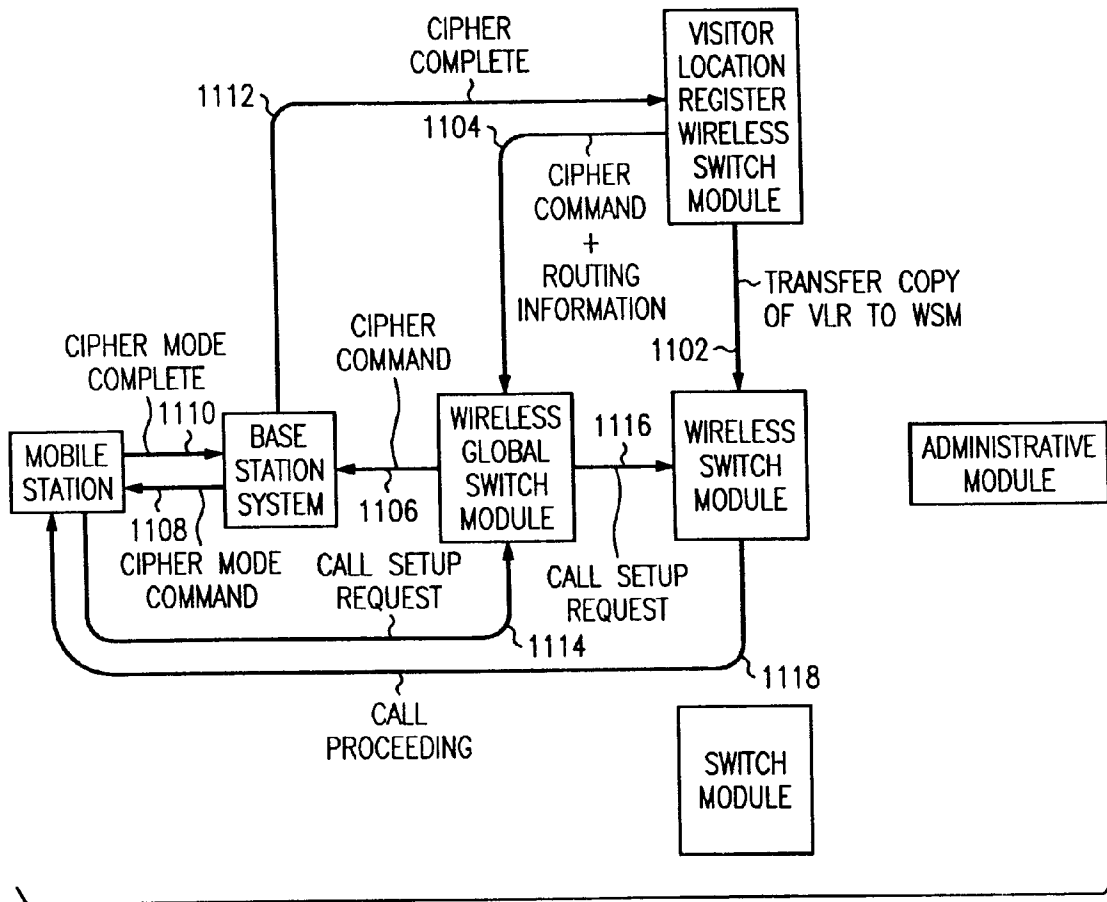 CIPHER
COMPLETE
1112
1104
VISITOR
LOCATION
REGISTER
WIRELESS
SWITCH
MODULE
CIPHER
COMMAND
+
ROUTING
INFORMATION
TRANSFER COPY
OF VLR TO WSM
1102
CIPHER MODE
COMPLETE
1110
CIPHER
COMMAND
MOBILE
STATION
BASE
STATION
SYSTEM
1106
WIRELESS
GLOBAL
SWITCH
MODULE
1116
WIRELESS
SWITCH
MODULE
ADMINISTRATIVE
MODULE
1108
CIPHER MODE
COMMAND
CALL SETUP
REQUEST
1114
CALL SETUP
REQUEST
1118
CALL
PROCEEDING
SWITCH
MODULE